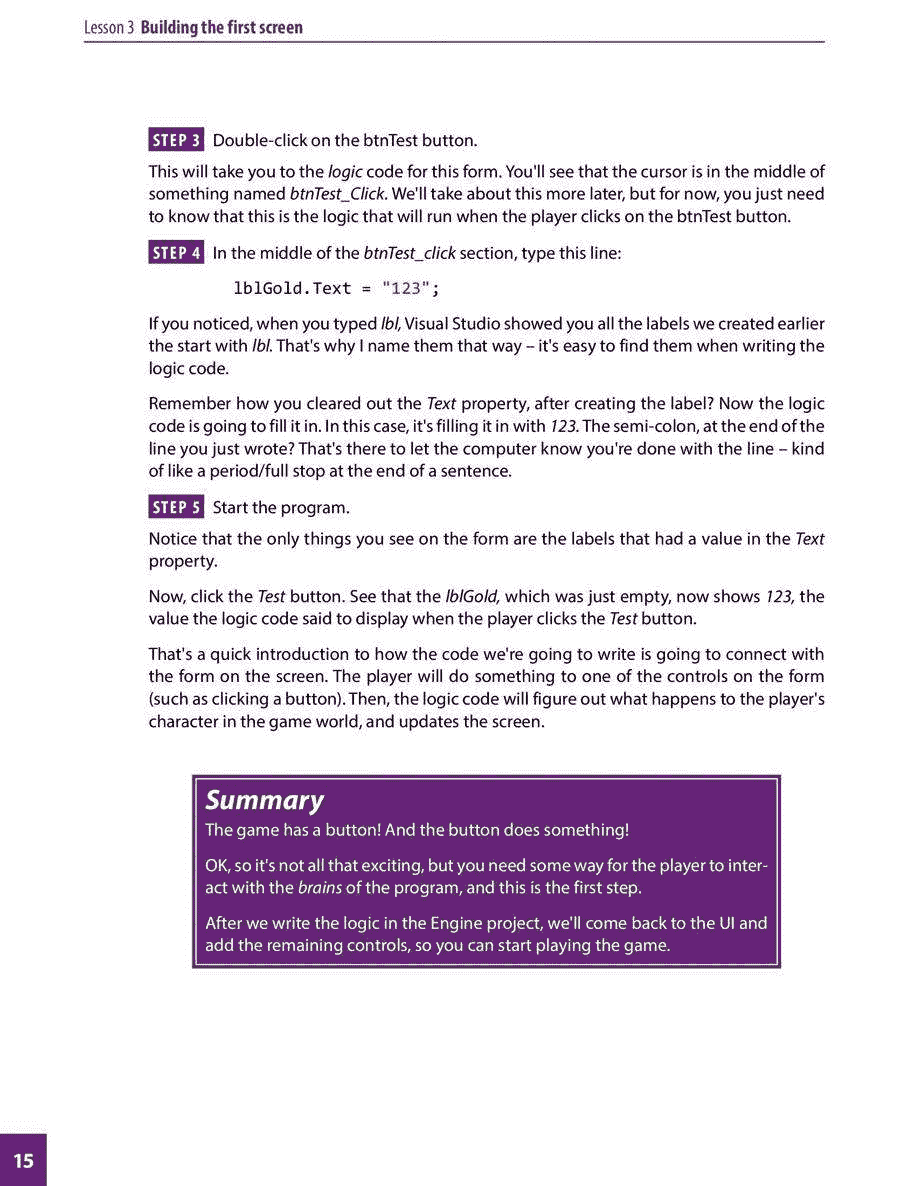 Lesson 3 Building the first screen
STEP 3 Double-click on the btnTest button.
This will take you to the logic code for this form. You'll see that the cursor is in the middle of
something named btnTest_Click. We'll take about this more later, but for now, you just need
to know that this is the logic that will run when the player clicks on the btnTest button.
STEP 4 In the middle of the btnTest_click section, type this line:
lblGold.Text = "123";
If you noticed, when you typed lbl, Visual Studio showed you all the labels we created earlier
the start with lbl. That's why I name them that way – it's easy to find them when writing the
logic code.
Remember how you cleared out the Text property, after creating the label? Now the logic
code is going to fill it in. In this case, it's filling it in with 123. The semi-colon, at the end of the
line you just wrote? That's there to let the computer know you're done with the line – kind
of like a period/full stop at the end of a sentence.
STEP 5 Start the program.
Notice that the only things you see on the form are the labels that had a value in the Text
property.
Now, click the Test button. See that the lblGold, which was just empty, now shows 123, the
value the logic code said to display when the player clicks the Test button.
That's a quick introduction to how the code we're going to write is going to connect with
the form on the screen. The player will do something to one of the controls on the form
(such as clicking a button). Then, the logic code will figure out what happens to the player's
character in the game world, and updates the screen.
Summary
The game has a button! And the button does something!
OK, so it's not all that exciting, but you need some way for the player to inter-
act with the brains of the program, and this is the first step.
After we write the logic in the Engine project, we'll come back to the UI and
add the remaining controls, so you can start playing the game.
15